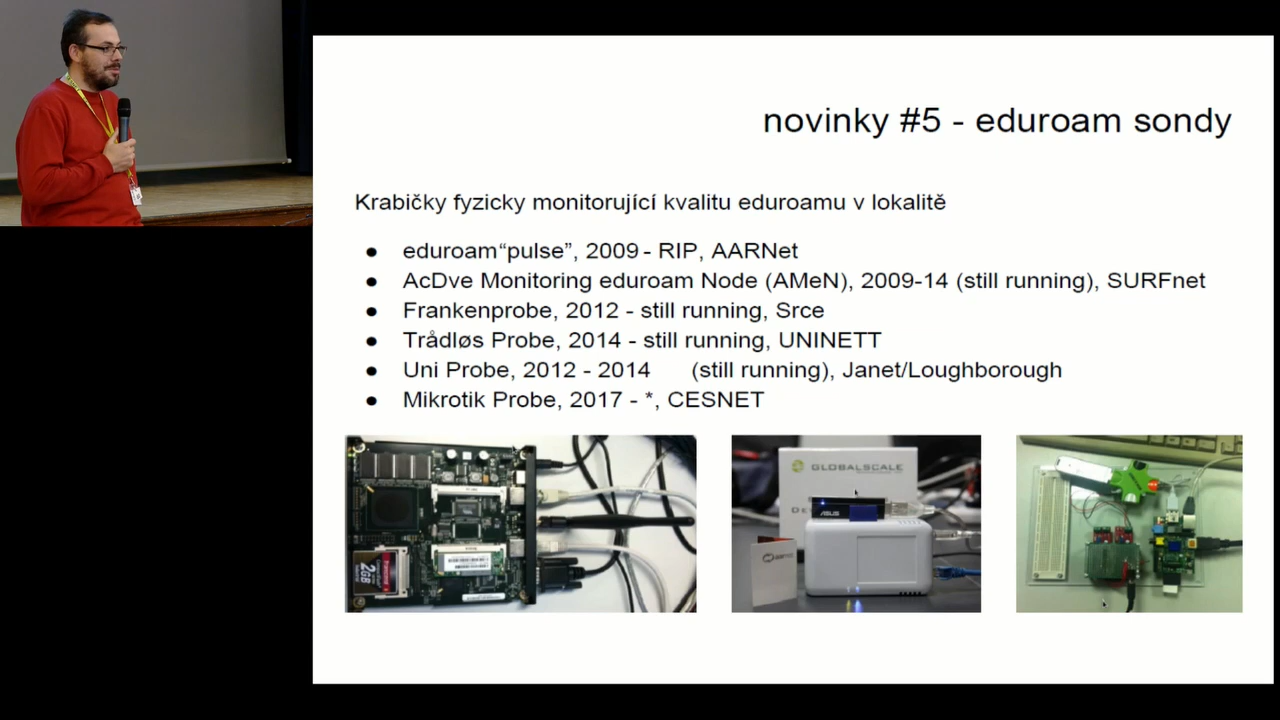 novinky #5 - eduroam sondy
Krabičky fyzicky monitorující kvalitu eduroamu v lokalitě
● eduroam“pulse”, 2009 - RIP, AARNet
● AcDve Monitoring eduroam Node (AMeN), 2009-14 (still running), SURFnet
● Frankenprobe, 2012 - still running, Srce
● Trådløs Probe, 2014 - still running, UNINETT
● Uni Probe, 2012 - 2014 (still running), Janet/Loughborough
● Mikrotik Probe, 2017 - *, CESNET
GLOBALSCALE
ASUS
2GB